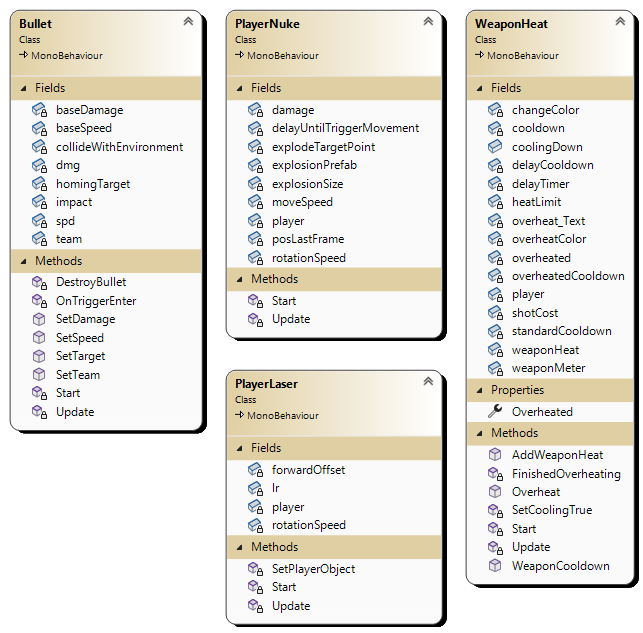 Bullet
Class
MonoBehaviour
Fields
baseDamage
baseSpeed
collideWithEnvironment
dmg
homingTarget
impact
spd
team
Methods
DestroyBullet
OnTriggerEnter
SetDamage
SetSpeed
SetTarget
SetTeam
Start
Update
PlayerNuke
Class
MonoBehaviour
Fields
damage
delayUntilTriggerMovement
explodeTargetPoint
explosionPrefab
explosionSize
moveSpeed
player
posLastFrame
rotationSpeed
Methods
Start
Update
PlayerLaser
Class
MonoBehaviour
Fields
forwardOffset
lr
player
rotationSpeed
Methods
SetPlayerObject
Start
Update
WeaponHeat
Class
MonoBehaviour
Fields
changeColor
cooldown
coolingDown
delayCooldown
delayTimer
heatLimit
overheat_Text
overheatColor
overheated
overheatedCooldown
player
shotCost
standardCooldown
weaponHeat
weaponMeter
Properties
Overheated
Methods
AddWeaponHeat
FinishedOverheating
Overheat
SetCoolingTrue
Start
Update
WeaponCooldown